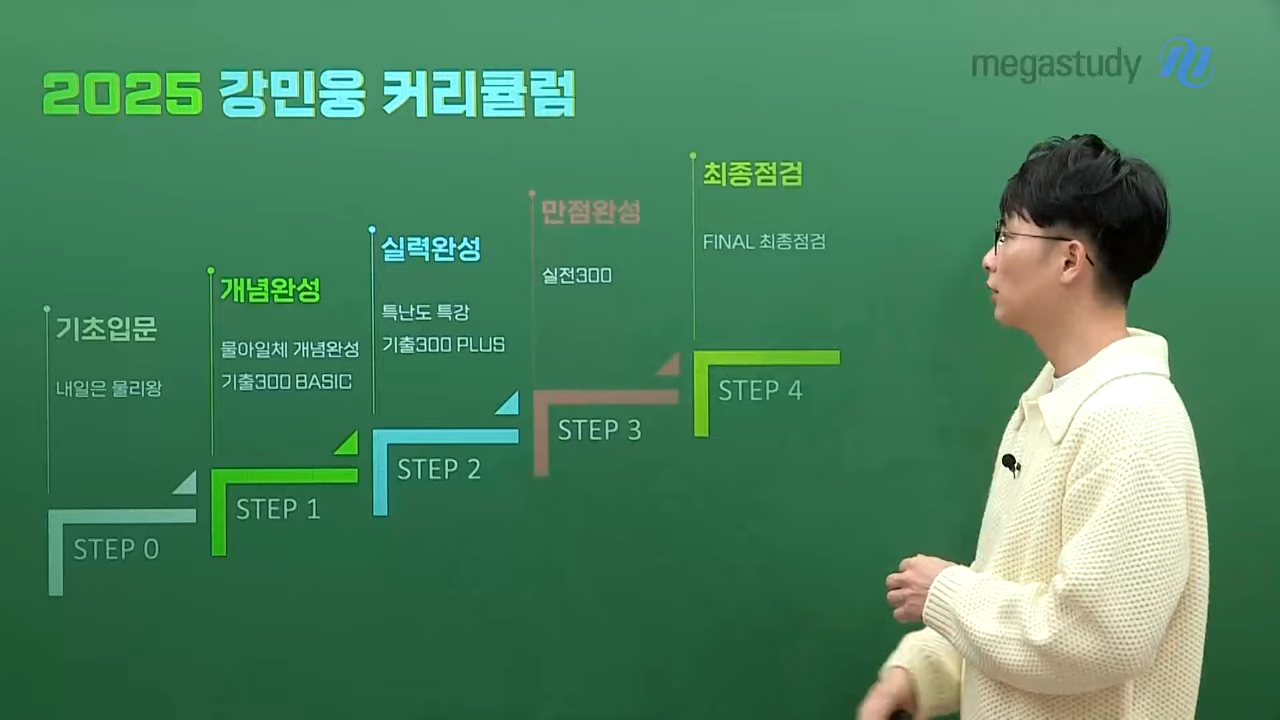 megastudy
2025 강민웅 커리큘럼
기초입문
내일은 물리왕
STEP 0
개념완성
물아일체 개념완성
기출300 BASIC
STEP 1
실력완성
특난도 특강
기출300 PLUS
STEP 2
만점완성
실전300
STEP 3
최종점검
FINAL 최종점검
STEP 4